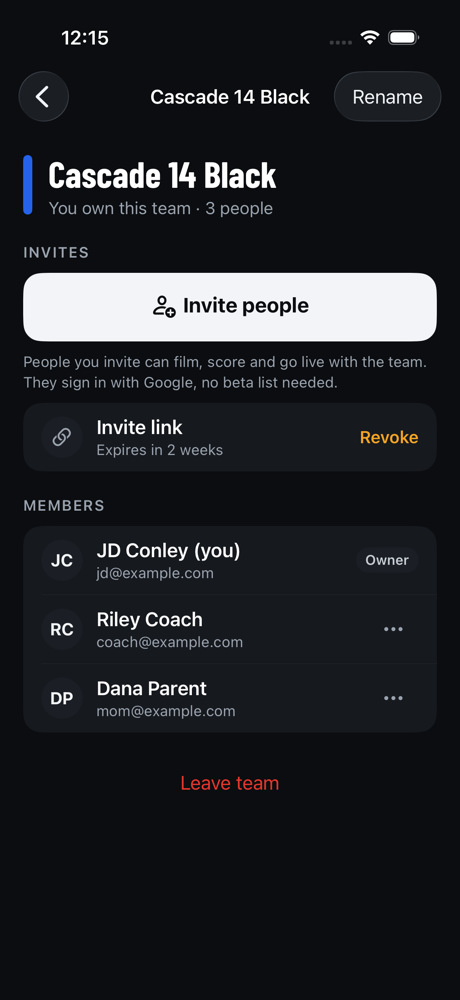 12:15
Cascade 14 Black
Rename
Cascade 14 Black
You own this team · 3 people
INVITES
Invite people
People you invite can film, score and go live with the team.
They sign in with Google, no beta list needed.
Invite link
Expires in 2 weeks
Revoke
MEMBERS
JC
JD Conley (you)
jd@example.com
Owner
RC
Riley Coach
coach@example.com
DP
Dana Parent
mom@example.com
Leave team